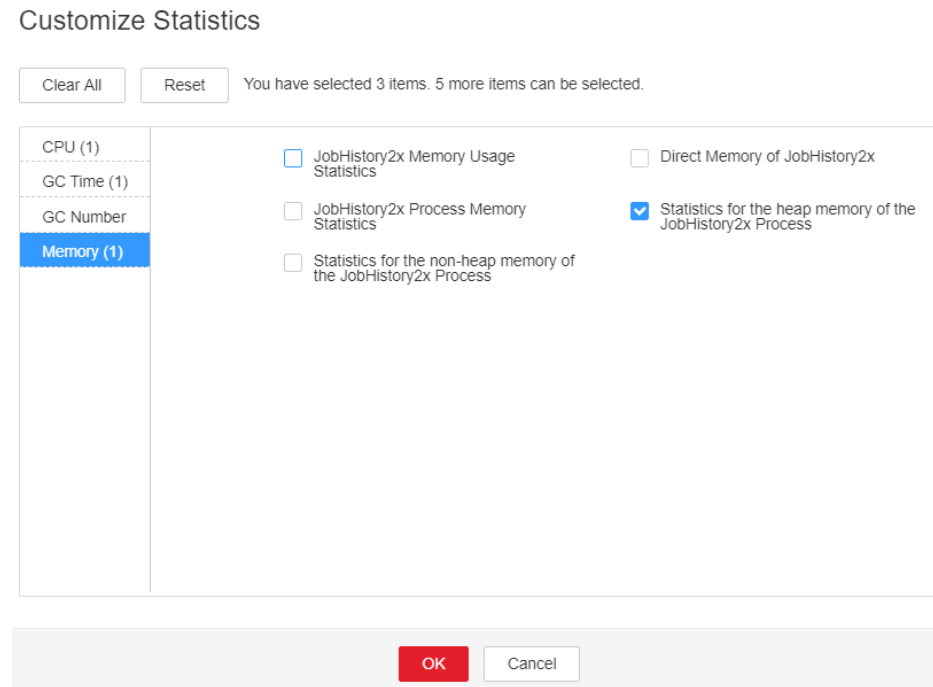 Customize Statistics
Clear All
Reset
You have selected 3 items. 5 more items can be selected.
CPU (1)
GC Time (1)
GC Number
Memory (1)
JobHistory2x Memory Usage
Statistics
Direct Memory of JobHistory2x
JobHistory2x Process Memory
Statistics
Statistics for the heap memory of the
JobHistory2x Process
Statistics for the non-heap memory of
the JobHistory2x Process
OK
Cancel